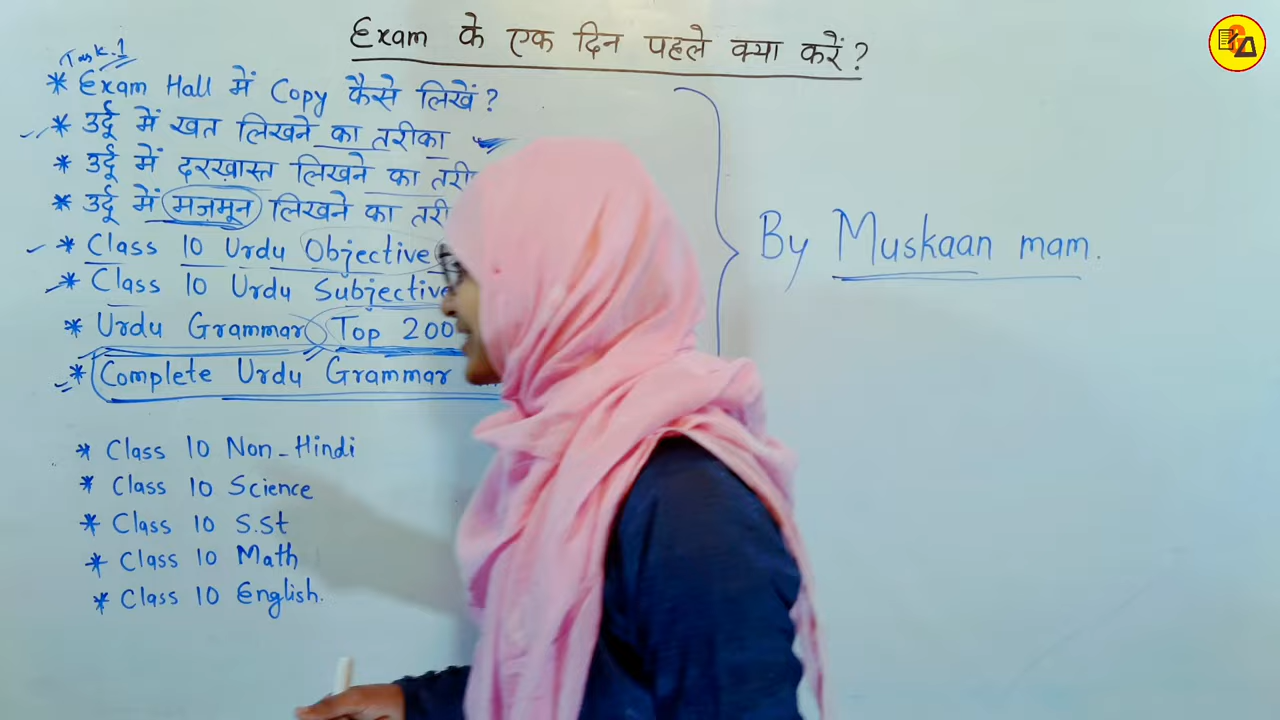 Exam के एक दिन पहले क्या करें?
Task.1
* Exam Hall में Copy कैसे लिखें?
* उर्दू में खत लिखने का तरीका
* उर्दू में दरख़ास्त लिखने का तरी
* उर्दू में मज़मून लिखने का तरी
* Class 10 Urdu Objective
* Class 10 Urdu Subjective
* Urdu Grammar Top 200
* Complete Urdu Grammar
By Muskaan mam.
* Class 10 Non-Hindi
* Class 10 Science
* Class 10 S.St
* Class 10 Math
* Class 10 English.